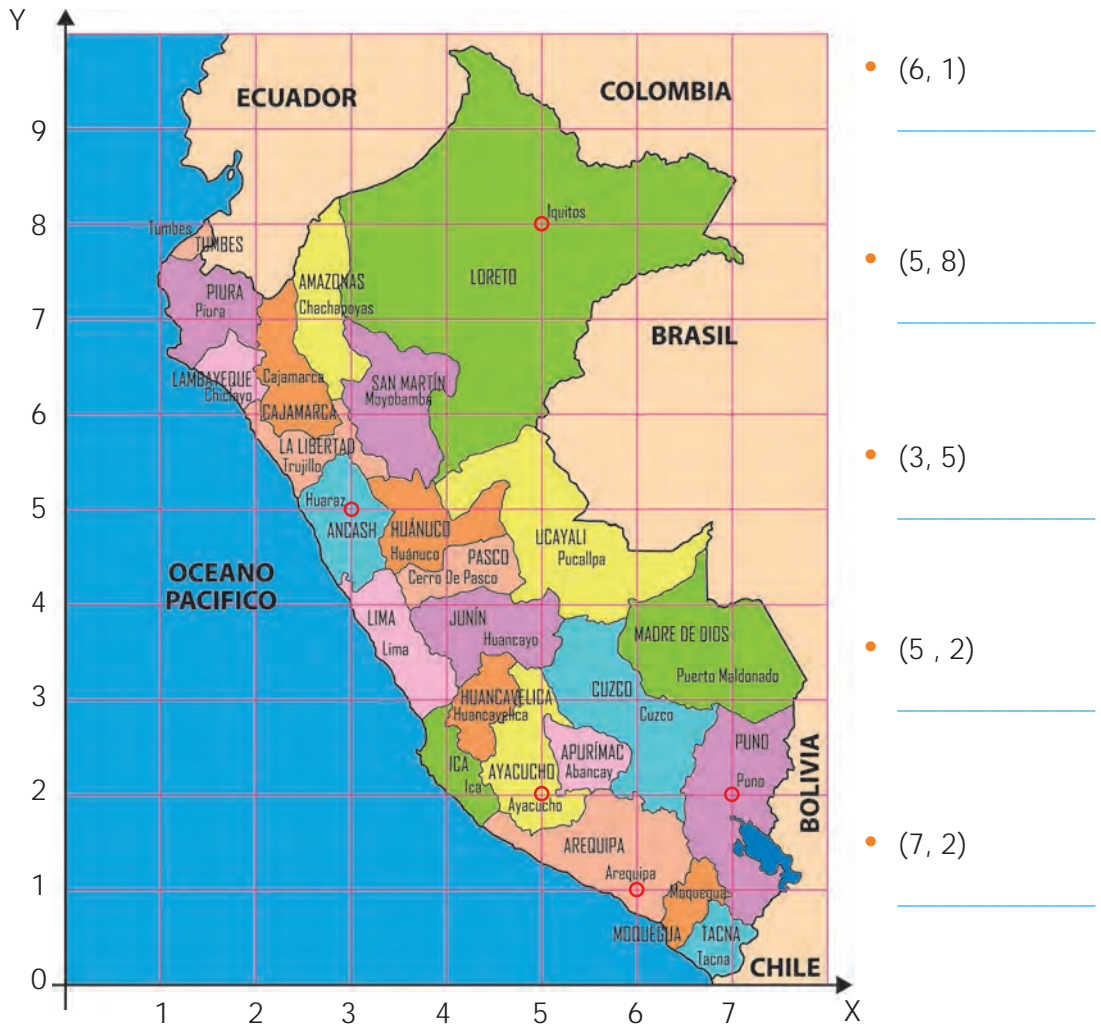 Y
9
8
7
6
5
4
3
2
1
0
1 2 3 4 5 6 7 X
ECUADOR
COLOMBIA
Iquitos
Tumbes
TUMBES
LORETO
AMAZONAS
Chachapoyas
PIURA
Piura
BRASIL
LAMBAYEQUE
Chiclayo
Cajamarca
CAJAMARCA
SAN MARTÍN
Moyobamba
LA LIBERTAD
Trujillo
Huaraz
ANCASH
HUÁNUCO
Huánuco
UCAYALI
Pucallpa
PASCO
Cerro De Pasco
OCEANO
PACIFICO
LIMA
Lima
JUNÍN
Huancayo
MADRE DE DIOS
Puerto Maldonado
HUANCAVELICA
Huancavelica
CUZCO
Cuzco
ICA
Ica
AYACUCHO
Ayacucho
APURÍMAC
Abancay
PUNO
Puno
BOLIVIA
AREQUIPA
Arequipa
Moquegua
MOQUEGUA
TACNA
Tacna
CHILE
• (6, 1)
• (5, 8)
• (3, 5)
• (5 , 2)
• (7, 2)